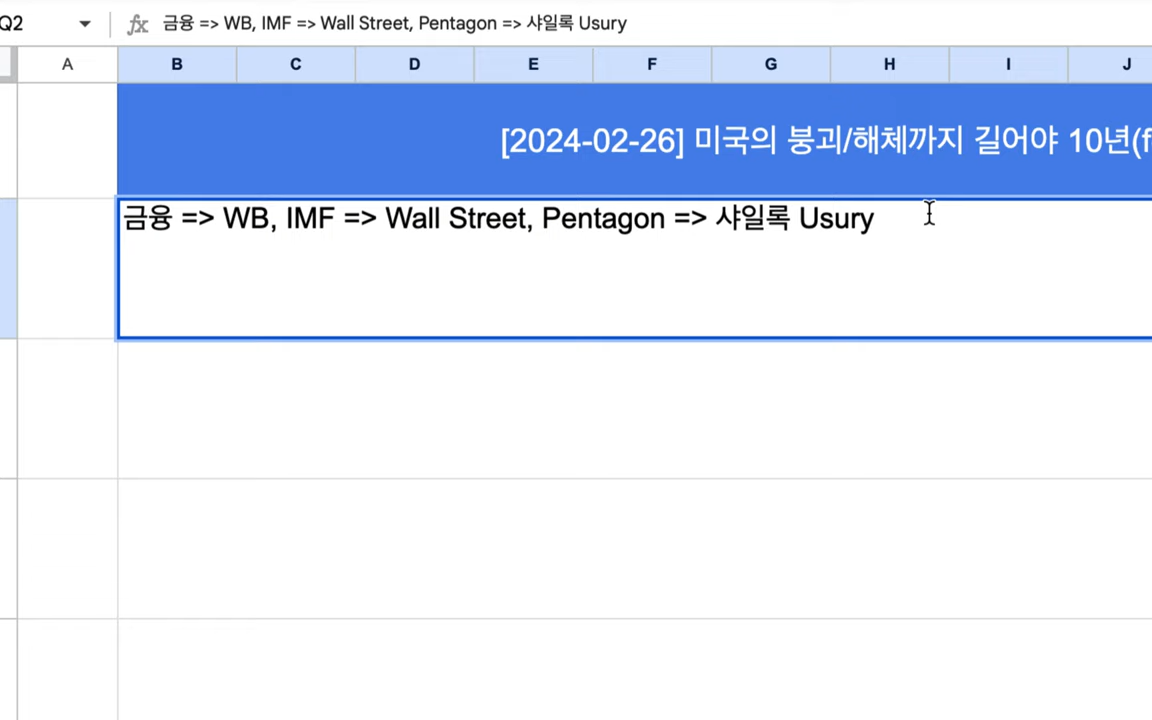 Q2
fx 금융 => WB, IMF => Wall Street, Pentagon => 샤일록 Usury
A B C D E F G H I J
[2024-02-26] 미국의 붕괴/해체까지 길어야 10년(f
금융 => WB, IMF => Wall Street, Pentagon => 샤일록 Usury